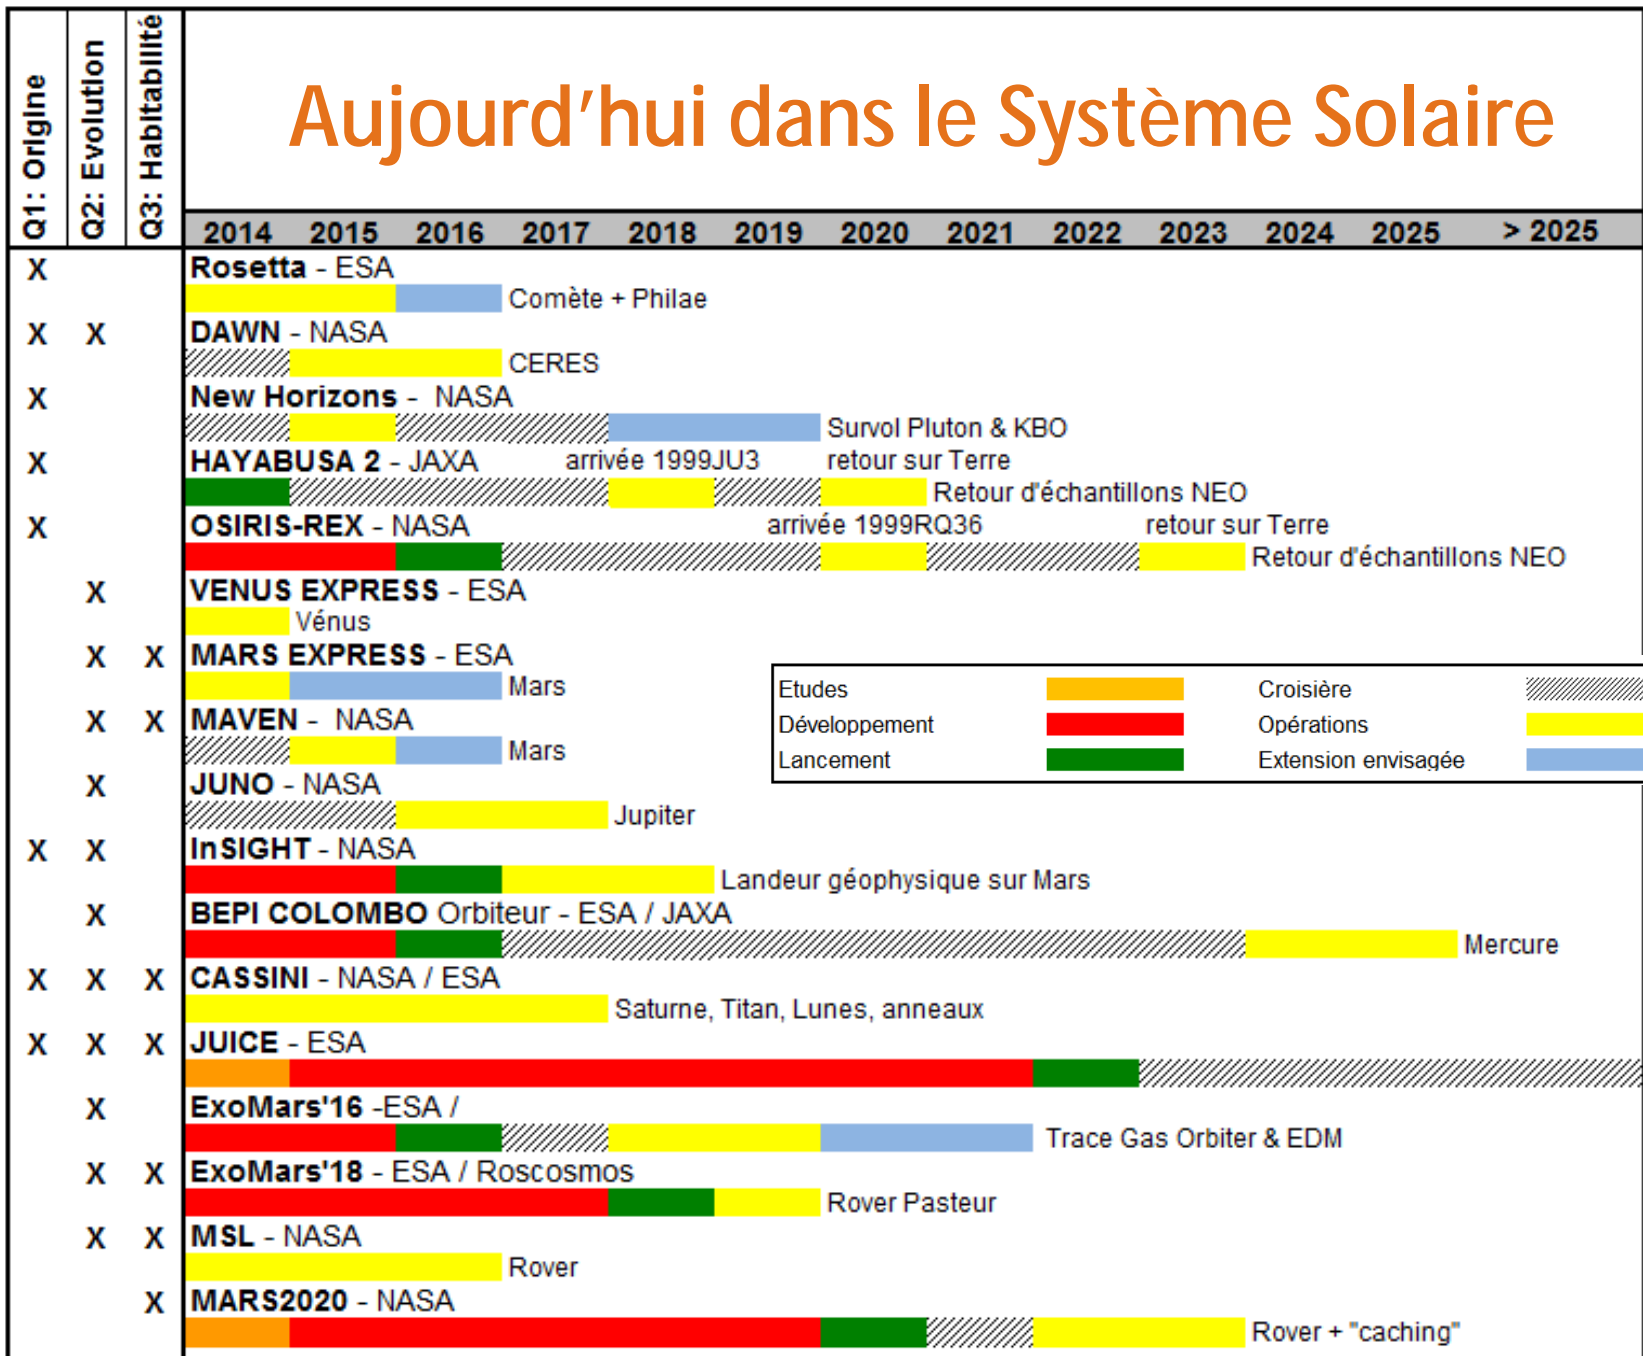 Aujourd'hui dans le Système Solaire
Q1: Origine
Q2: Evolution
Q3: Habitabilité
2014 2015 2016 2017 2018 2019 2020 2021 2022 2023 2024 2025 > 2025
X Rosetta - ESA
Comète + Philae
X X DAWN - NASA
CERES
X New Horizons - NASA
Survol Pluton & KBO
X HAYABUSA 2 - JAXA arrivée 1999JU3 retour sur Terre
Retour d'échantillons NEO
X OSIRIS-REX - NASA arrivée 1999RQ36 retour sur Terre
Retour d'échantillons NEO
X VENUS EXPRESS - ESA
Vénus
X X MARS EXPRESS - ESA
Mars
X X MAVEN - NASA
Mars
Etudes Croisière
Développement Opérations
Lancement Extension envisagée
X JUNO - NASA
Jupiter
X X InSIGHT - NASA
Landeur géophysique sur Mars
X BEPI COLOMBO Orbiteur - ESA / JAXA
Mercure
X X X CASSINI - NASA / ESA
Saturne, Titan, Lunes, anneaux
X X X JUICE - ESA
X ExoMars'16 -ESA /
Trace Gas Orbiter & EDM
X X ExoMars'18 - ESA / Roscosmos
Rover Pasteur
X X MSL - NASA
Rover
X MARS2020 - NASA
Rover + "caching"